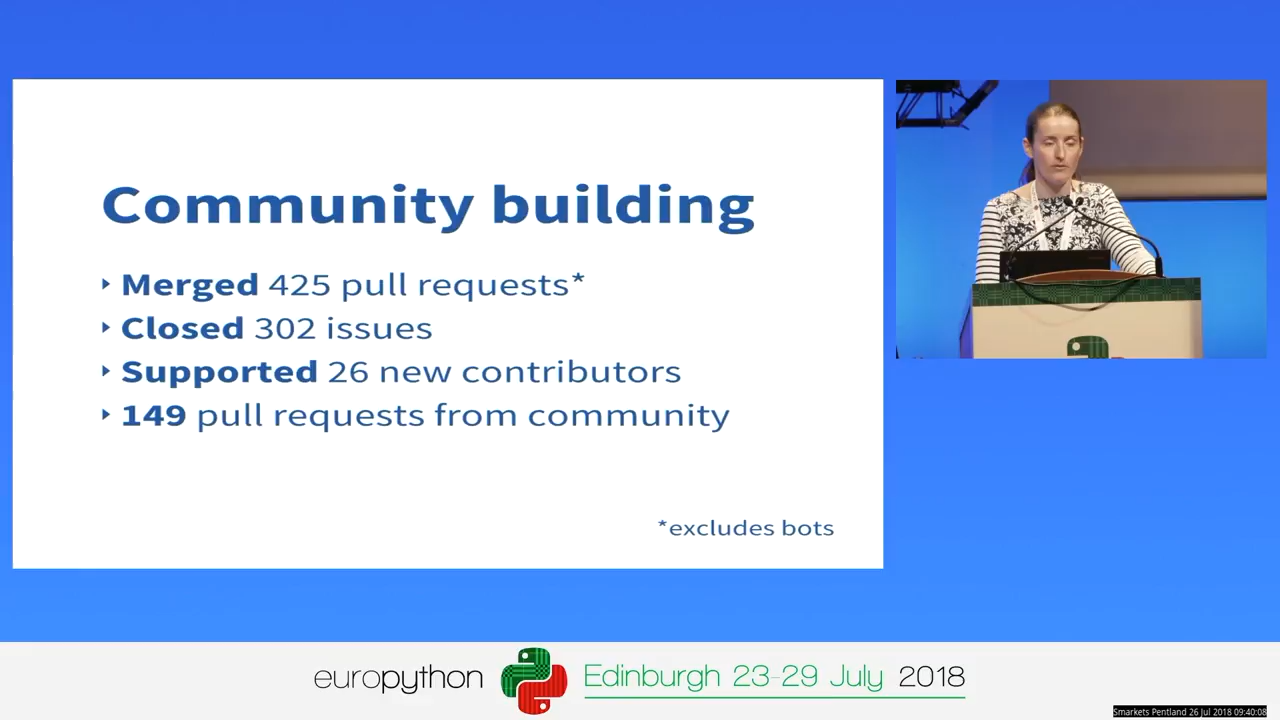 Community building
‣ Merged 425 pull requests*
‣ Closed 302 issues
‣ Supported 26 new contributors
‣ 149 pull requests from community
*excludes bots
europython Edinburgh 23-29 July 2018
Smarkets Pentland 26 Jul 2018 09:40:08